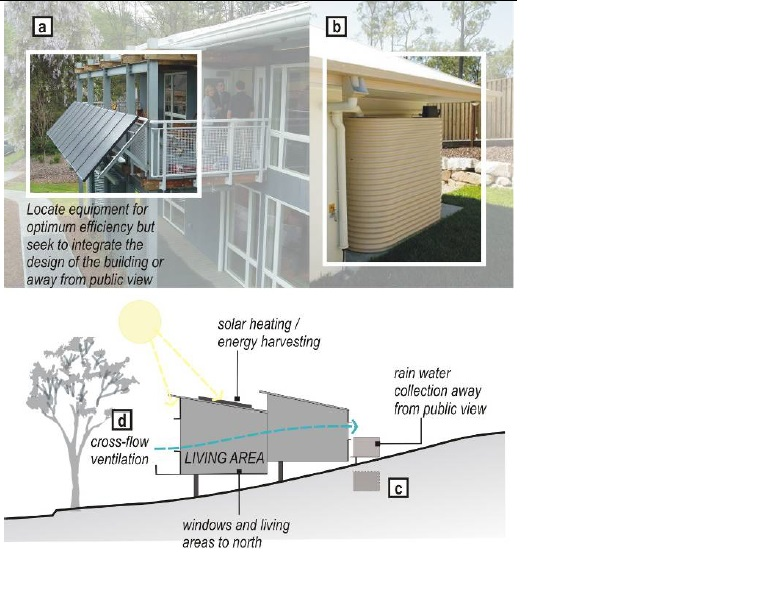 a
b
Locate equipment for
optimum efficiency but
seek to integrate the
design of the building or
away from public view
solar heating /
energy harvesting
rain water
collection away
from public view
d
cross-flow
ventilation
LIVING AREA
c
windows and living
areas to north